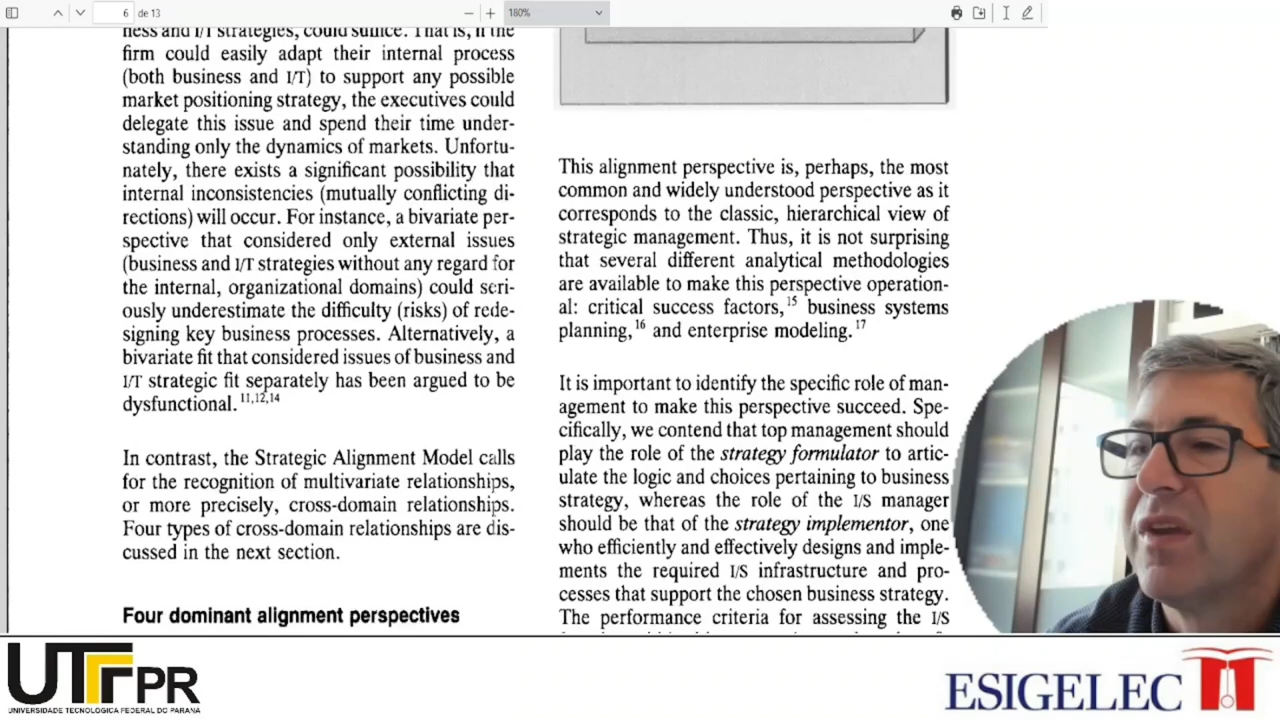 6 de 13
180%
ness and I/T strategies, could suffice. That is, if the
firm could easily adapt their internal process
(both business and I/T) to support any possible
market positioning strategy, the executives could
delegate this issue and spend their time under-
standing only the dynamics of markets. Unfortu-
nately, there exists a significant possibility that
internal inconsistencies (mutually conflicting di-
rections) will occur. For instance, a bivariate per-
spective that considered only external issues
(business and I/T strategies without any regard for
the internal, organizational domains) could seri-
ously underestimate the difficulty (risks) of rede-
signing key business processes. Alternatively, a
bivariate fit that considered issues of business and
I/T strategic fit separately has been argued to be
dysfunctional. 11,12,14
In contrast, the Strategic Alignment Model calls
for the recognition of multivariate relationships,
or more precisely, cross-domain relationships.
Four types of cross-domain relationships are dis-
cussed in the next section.
Four dominant alignment perspectives
This alignment perspective is, perhaps, the most
common and widely understood perspective as it
corresponds to the classic, hierarchical view of
strategic management. Thus, it is not surprising
that several different analytical methodologies
are available to make this perspective operation-
al: critical success factors, 15 business systems
planning, 16 and enterprise modeling. 17
It is important to identify the specific role of man-
agement to make this perspective succeed. Spe-
cifically, we contend that top management should
play the role of the strategy formulator to artic-
ulate the logic and choices pertaining to business
strategy, whereas the role of the I/S manager
should be that of the strategy implementor, one
who efficiently and effectively designs and imple-
ments the required I/S infrastructure and pro-
cesses that support the chosen business strategy.
The performance criteria for assessing the I/S
UTFPR
UNIVERSIDADE TECNOLÓGICA FEDERAL DO PARANÁ
ESIGELEC